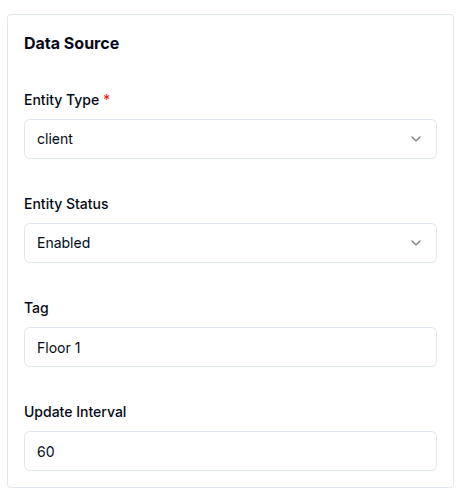 Data Source
Entity Type *
client
Entity Status
Enabled
Tag
Floor 1
Update Interval
60